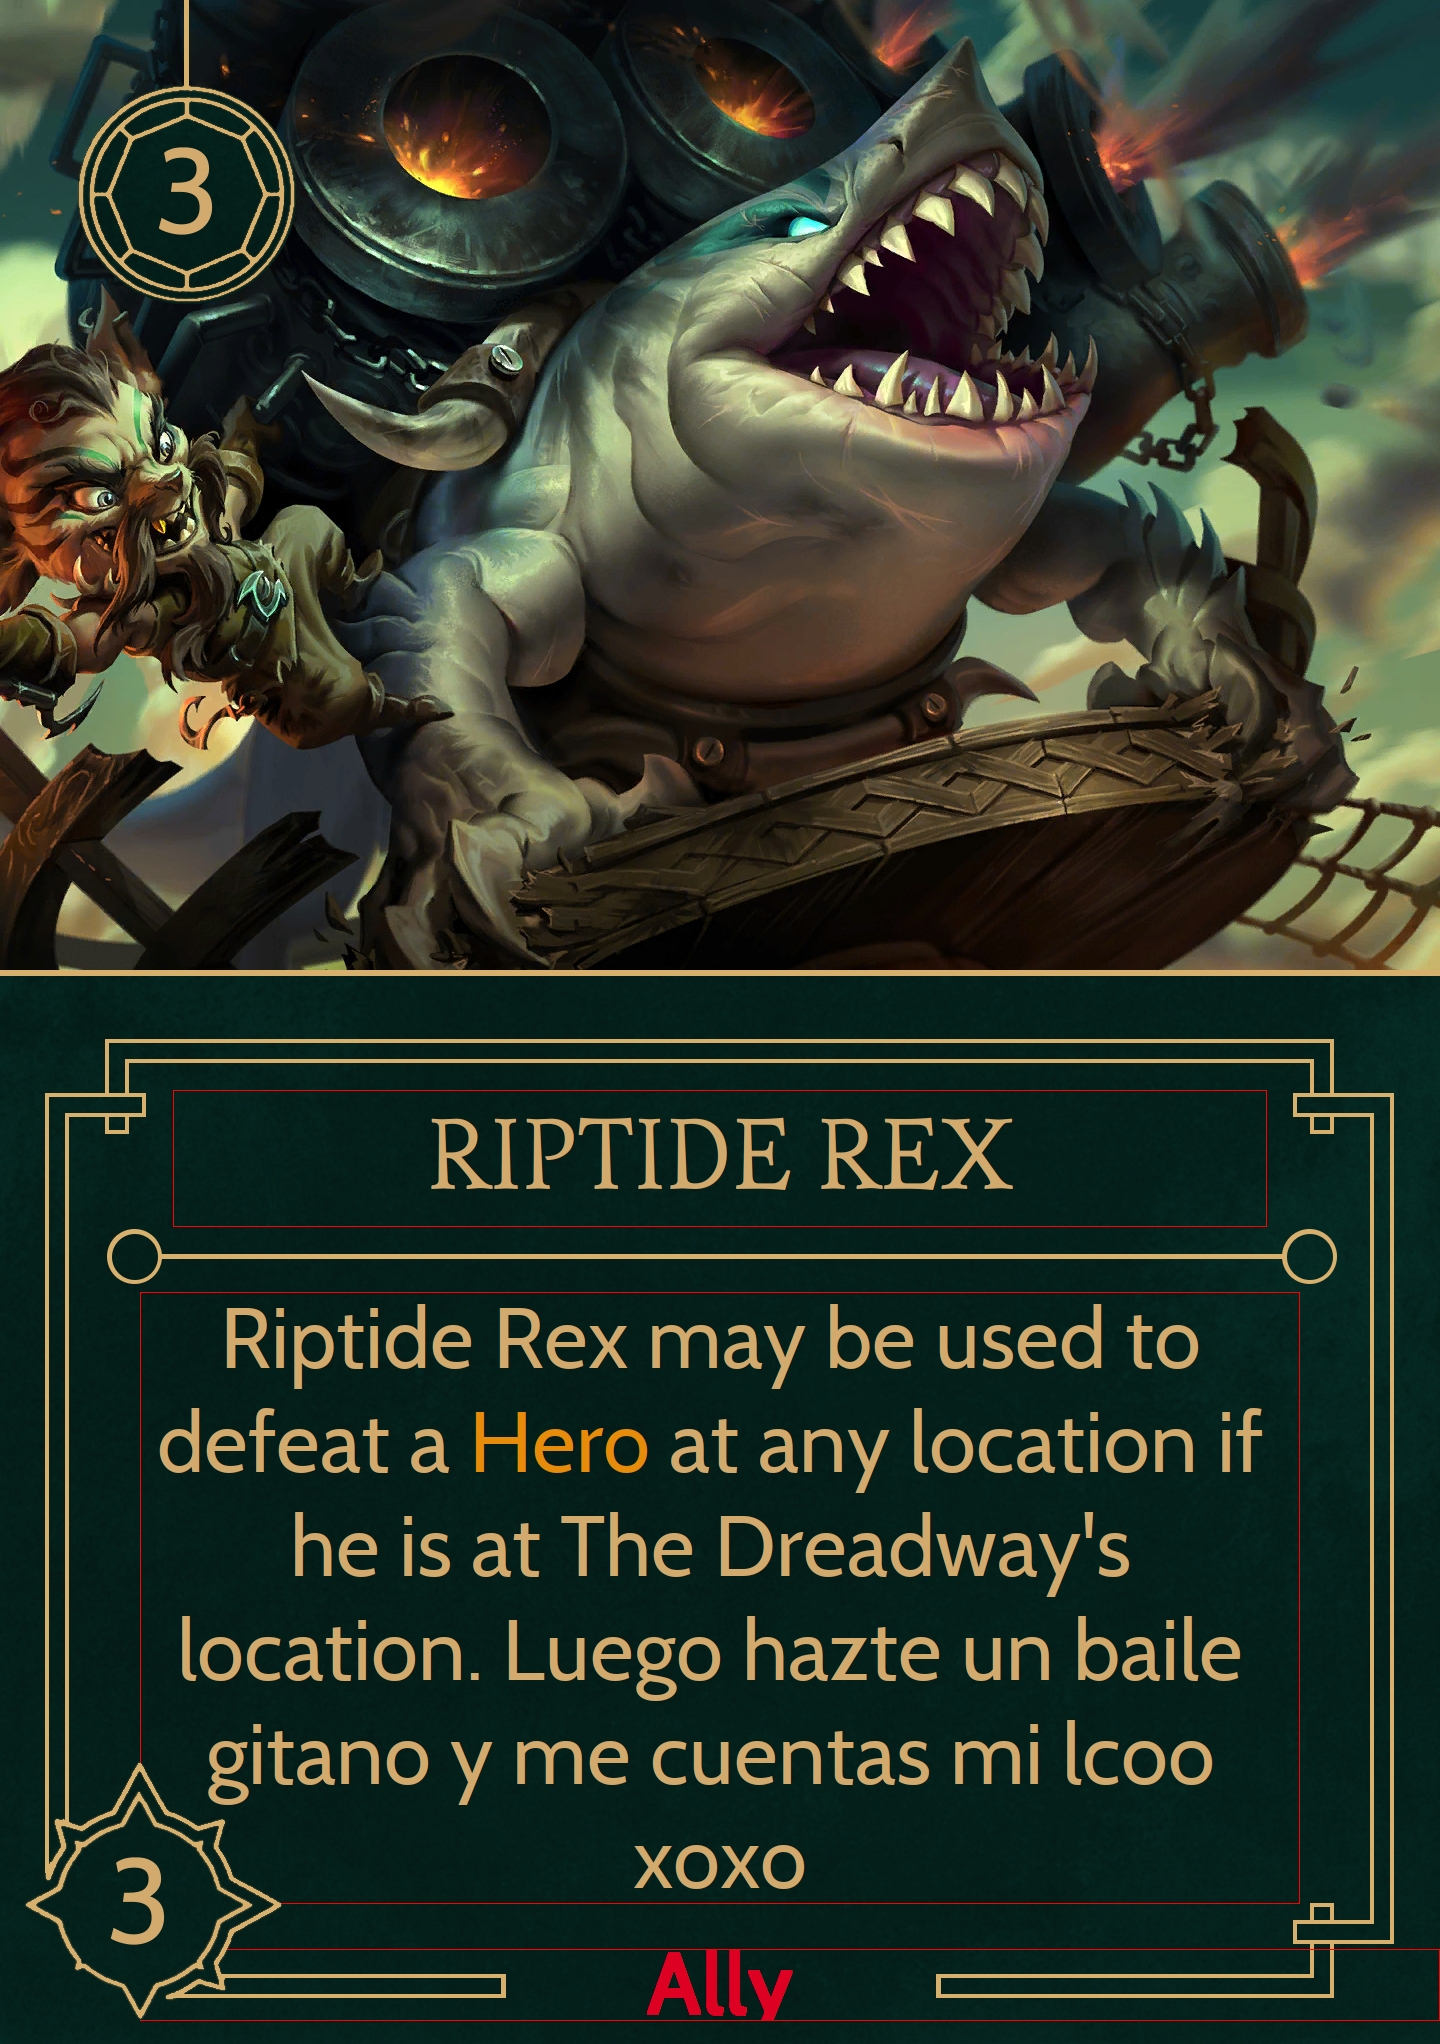 3
RIPTIDE REX
Riptide Rex may be used to
defeat a Hero at any location if
he is at The Dreadway's
location. Luego hazte un baile
gitano y me cuentas mi lcoo
xoxo
3
Ally